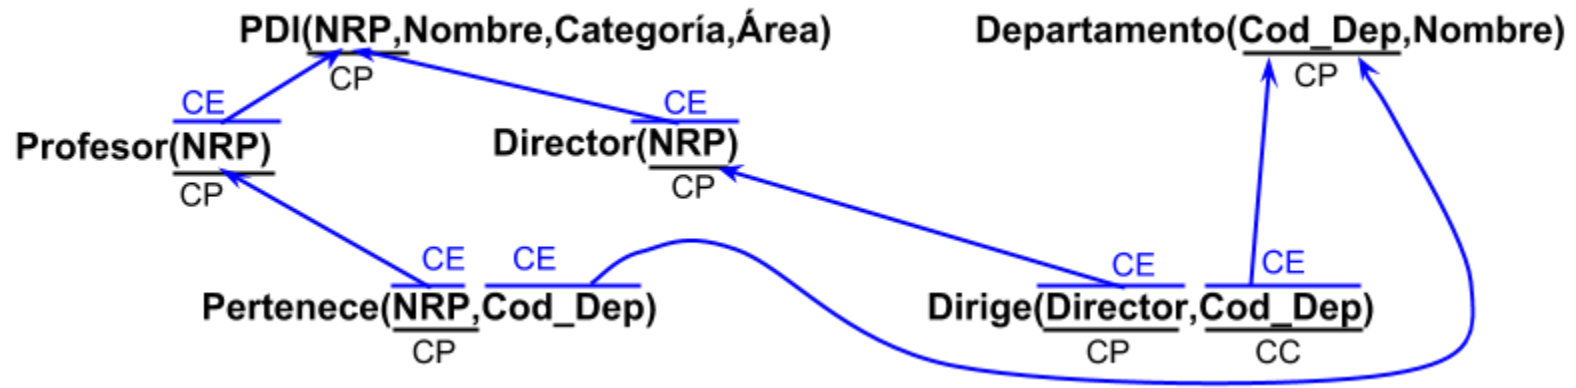 PDI(NRP,Nombre,Categoría,Área) Departamento(Cod_Dep,Nombre)
CP CP
CE CE
Profesor(NRP) Director(NRP)
CP CP
CE CE CE CE
Pertenece(NRP,Cod_Dep) Dirige(Director,Cod_Dep)
CP CP CC